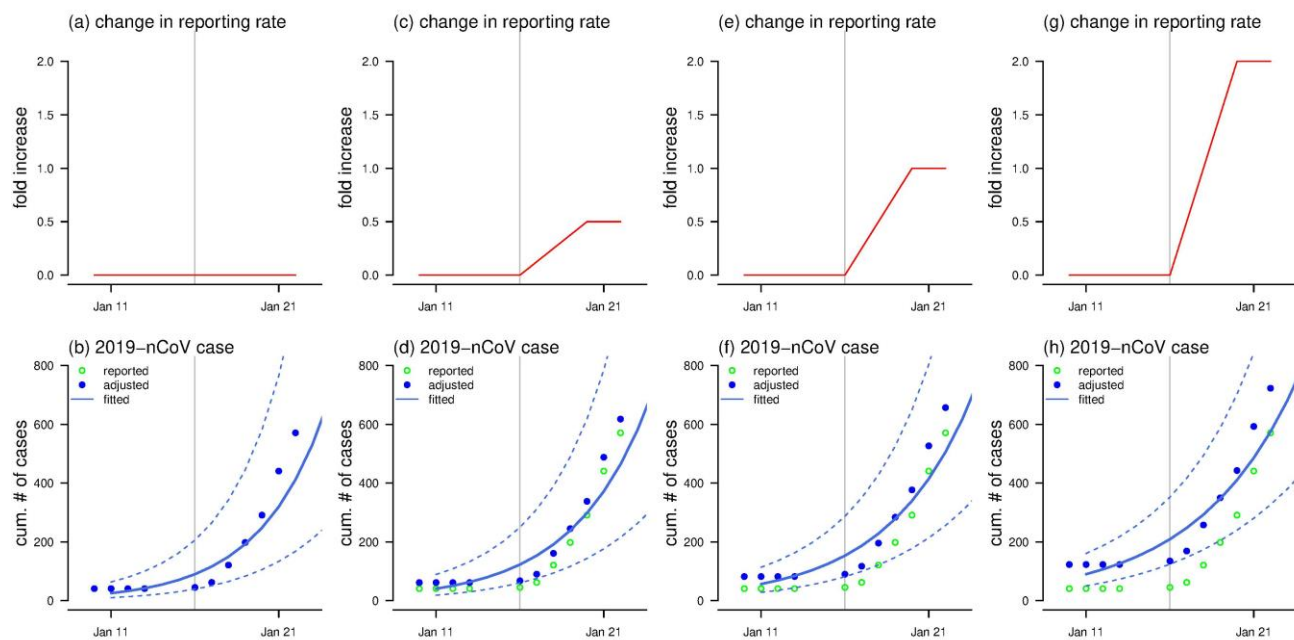 (a) change in reporting rate
fold increase
2.0
1.5
1.0
0.5
0.0
Jan 11 Jan 21
(c) change in reporting rate
fold increase
2.0
1.5
1.0
0.5
0.0
Jan 11 Jan 21
(e) change in reporting rate
fold increase
2.0
1.5
1.0
0.5
0.0
Jan 11 Jan 21
(g) change in reporting rate
fold increase
2.0
1.5
1.0
0.5
0.0
Jan 11 Jan 21
(b) 2019−nCoV case
cum. # of cases
800
600
400
200
0
reported
adjusted
fitted
Jan 11 Jan 21
(d) 2019−nCoV case
cum. # of cases
800
600
400
200
0
reported
adjusted
fitted
Jan 11 Jan 21
(f) 2019−nCoV case
cum. # of cases
800
600
400
200
0
reported
adjusted
fitted
Jan 11 Jan 21
(h) 2019−nCoV case
cum. # of cases
800
600
400
200
0
reported
adjusted
fitted
Jan 11 Jan 21